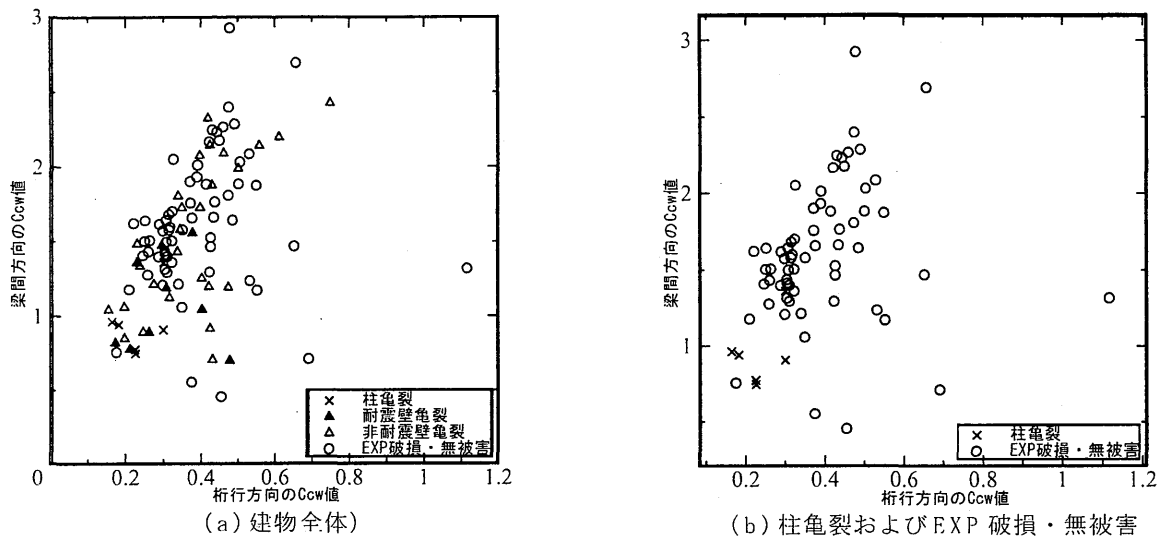 3
2
1
0
0.2
0.4
0.6
0.8
1
1.2
梁間方向のCcw値
桁行方向のCcw値
× 柱亀裂
▲ 耐震壁亀裂
△ 非耐震壁亀裂
○ EXP破損・無被害
(a) 建物全体)
3
2
1
0.2
0.4
0.6
0.8
1
1.2
梁間方向のCcw値
桁行方向のCcw値
× 柱亀裂
○ EXP破損・無被害
(b) 柱亀裂およびEXP 破損・無被害